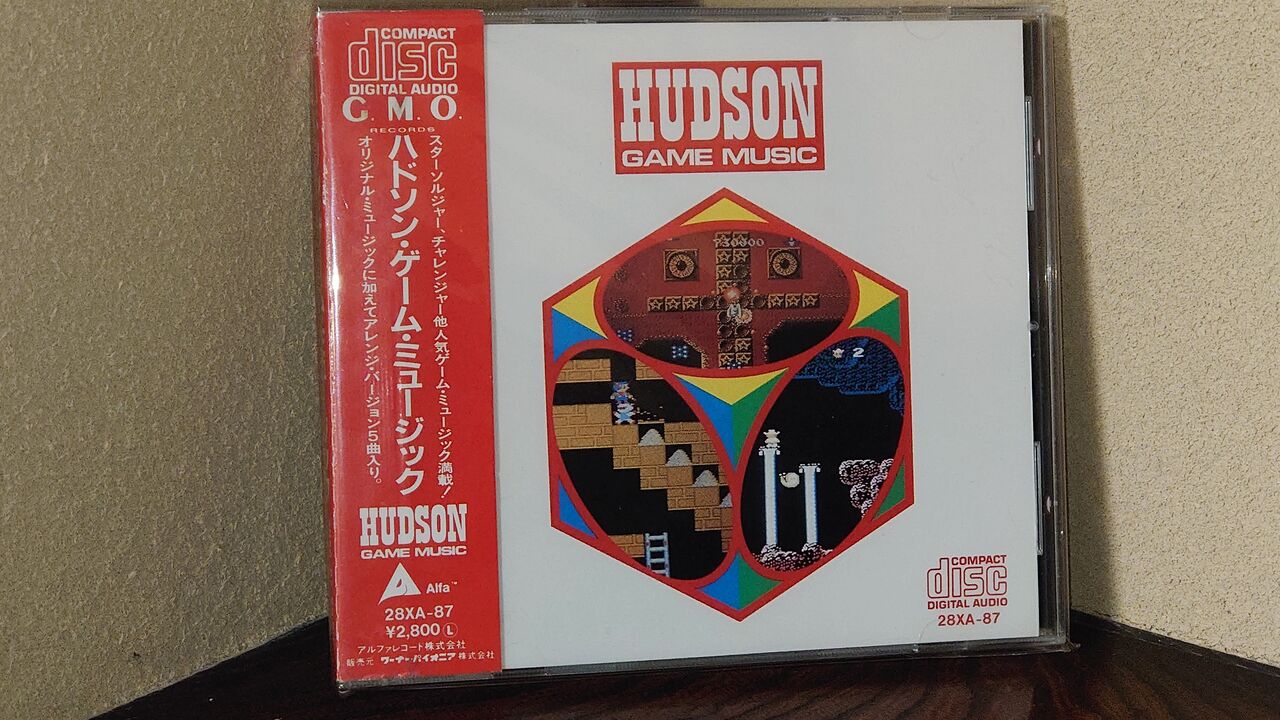 COMPACT
disc
DIGITAL AUDIO
G.M.O.
RECORDS
スターソルジャー、チャレンジャー他人気ゲーム・ミュージック満載!
ハドソン・ゲーム・ミュージック
オリジナル・ミュージックに加えてアレンジ・バージョン5曲入り。
HUDSON
GAME MUSIC
Alfa™
28XA-87
¥2,800 Ⓛ
アルファレコード株式会社
販売元 ワーナー・パイオニア株式会社
HUDSON
GAME MUSIC
2
COMPACT
disc
DIGITAL AUDIO
28XA-87